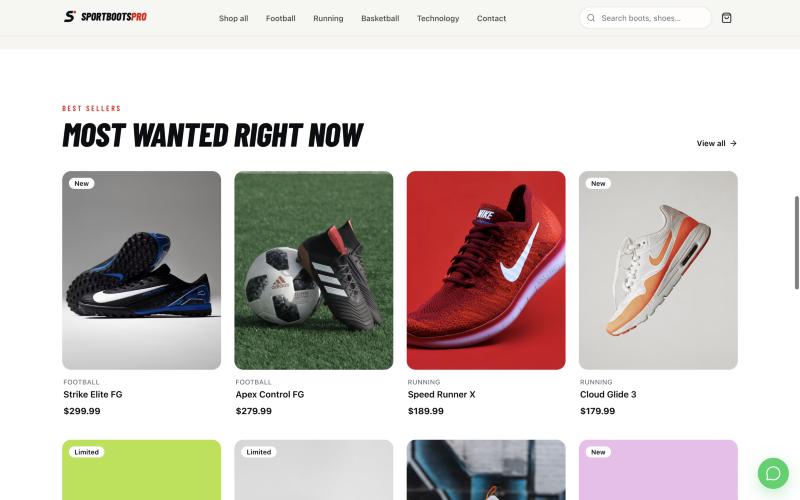 SPORTBOOTSPRO
Shop all
Football
Running
Basketball
Technology
Contact
Search boots, shoes...
BEST SELLERS
MOST WANTED RIGHT NOW
View all
New
adidas
NIKE
New
FOOTBALL
Strike Elite FG
$299.99
FOOTBALL
Apex Control FG
$279.99
RUNNING
Speed Runner X
$189.99
RUNNING
Cloud Glide 3
$179.99
Limited
Limited
New